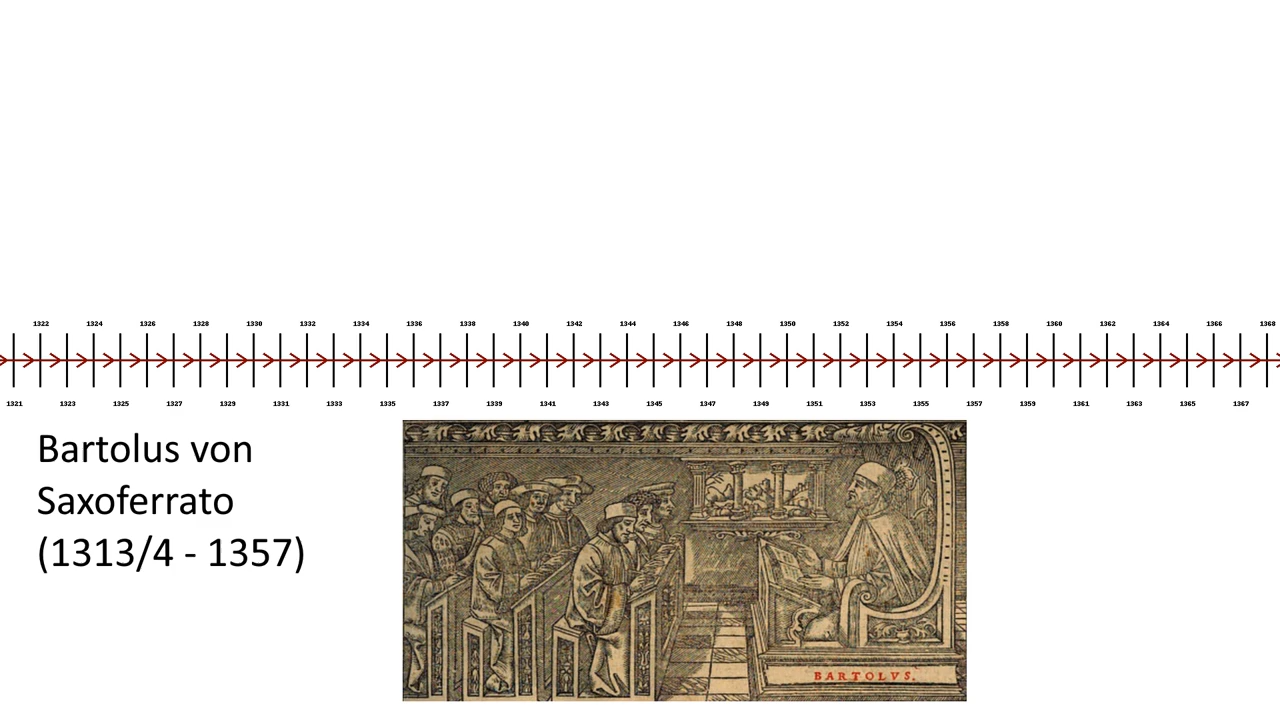 1322 1324 1326 1328 1330 1332 1334 1336 1338 1340 1342 1344 1346 1348 1350 1352 1354 1356 1358 1360 1362 1364 1366 1368
1321 1323 1325 1327 1329 1331 1333 1335 1337 1339 1341 1343 1345 1347 1349 1351 1353 1355 1357 1359 1361 1363 1365 1367
Bartolus von
Saxoferrato
(1313/4 - 1357)
BARTOLVS.